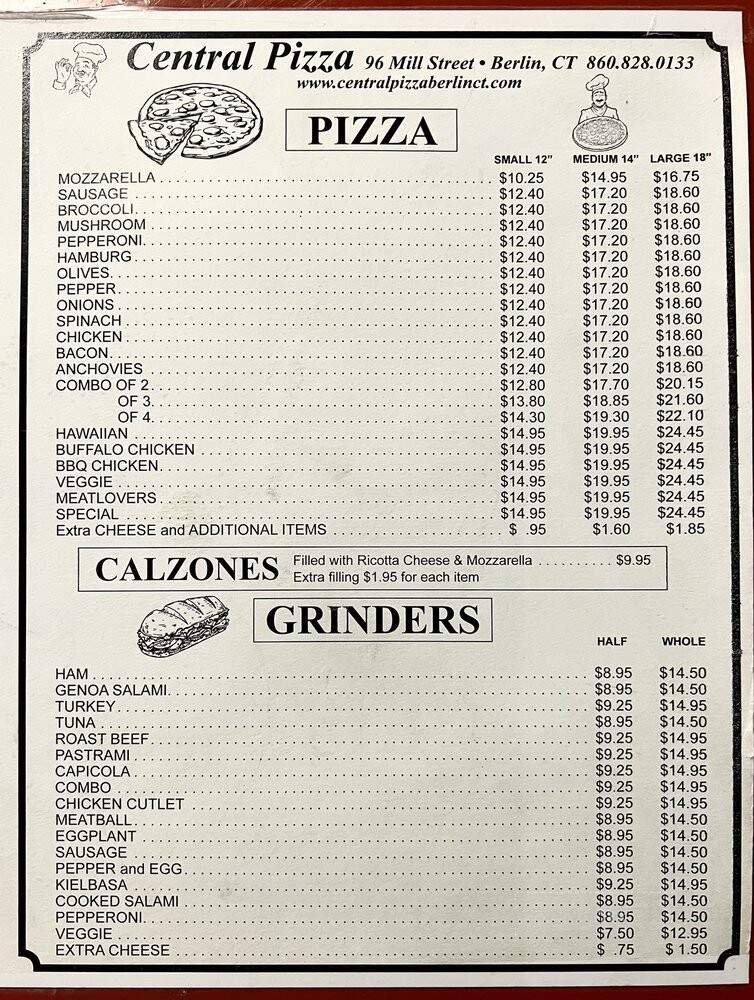 Central Pizza 96 Mill Street • Berlin, CT 860.828.0133
www.centralpizzaberlinct.com
PIZZA
SMALL 12" MEDIUM 14" LARGE 18"
MOZZARELLA $10.25 $14.95 $16.75
SAUSAGE $12.40 $17.20 $18.60
BROCCOLI $12.40 $17.20 $18.60
MUSHROOM $12.40 $17.20 $18.60
PEPPERONI $12.40 $17.20 $18.60
HAMBURG $12.40 $17.20 $18.60
OLIVES $12.40 $17.20 $18.60
PEPPER $12.40 $17.20 $18.60
ONIONS $12.40 $17.20 $18.60
SPINACH $12.40 $17.20 $18.60
CHICKEN $12.40 $17.20 $18.60
BACON $12.40 $17.20 $18.60
ANCHOVIES $12.40 $17.20 $18.60
COMBO OF 2 $12.80 $17.70 $20.15
OF 3 $13.80 $18.85 $21.60
OF 4 $14.30 $19.30 $22.10
HAWAIIAN $14.95 $19.95 $24.45
BUFFALO CHICKEN $14.95 $19.95 $24.45
BBQ CHICKEN $14.95 $19.95 $24.45
VEGGIE $14.95 $19.95 $24.45
MEATLOVERS $14.95 $19.95 $24.45
SPECIAL $14.95 $19.95 $24.45
Extra CHEESE and ADDITIONAL ITEMS $ .95 $1.60 $1.85
CALZONES Filled with Ricotta Cheese & Mozzarella $9.95
Extra filling $1.95 for each item
GRINDERS
HALF WHOLE
HAM $8.95 $14.50
GENOA SALAMI $8.95 $14.50
TURKEY $9.25 $14.95
TUNA $8.95 $14.50
ROAST BEEF $9.25 $14.95
PASTRAMI $9.25 $14.95
CAPICOLA $9.25 $14.95
COMBO $9.25 $14.95
CHICKEN CUTLET $9.25 $14.95
MEATBALL $8.95 $14.50
EGGPLANT $8.95 $14.50
SAUSAGE $8.95 $14.50
PEPPER and EGG $8.95 $14.50
KIELBASA $9.25 $14.95
COOKED SALAMI $8.95 $14.50
PEPPERONI $8.95 $14.50
VEGGIE $7.50 $12.95
EXTRA CHEESE $ .75 $ 1.50